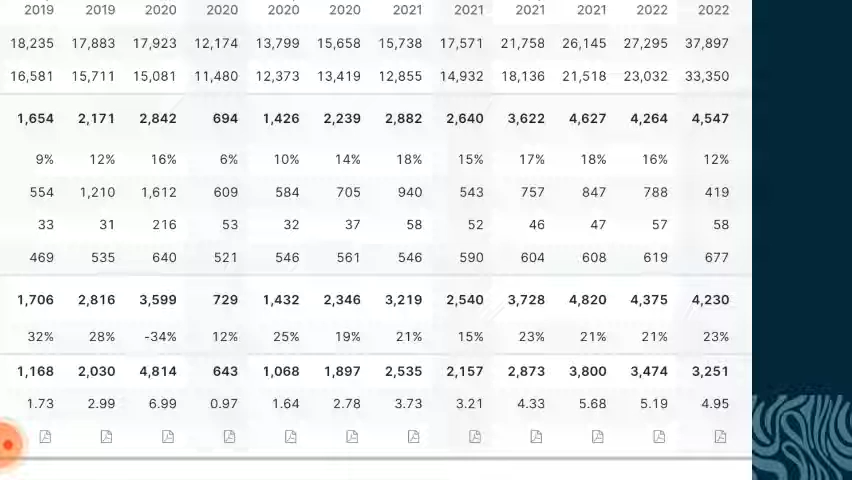 2019 2019 2020 2020 2020 2020 2021 2021 2021 2021 2022 2022
18,235 17,883 17,923 12,174 13,799 15,658 15,738 17,571 21,758 26,145 27,295 37,897
16,581 15,711 15,081 11,480 12,373 13,419 12,855 14,932 18,136 21,518 23,032 33,350
1,654 2,171 2,842 694 1,426 2,239 2,882 2,640 3,622 4,627 4,264 4,547
9% 12% 16% 6% 10% 14% 18% 15% 17% 18% 16% 12%
554 1,210 1,612 609 584 705 940 543 757 847 788 419
33 31 216 53 32 37 58 52 46 47 57 58
469 535 640 521 546 561 546 590 604 608 619 677
1,706 2,816 3,599 729 1,432 2,346 3,219 2,540 3,728 4,820 4,375 4,230
32% 28% -34% 12% 25% 19% 21% 15% 23% 21% 21% 23%
1,168 2,030 4,814 643 1,068 1,897 2,535 2,157 2,873 3,800 3,474 3,251
1.73 2.99 6.99 0.97 1.64 2.78 3.73 3.21 4.33 5.68 5.19 4.95